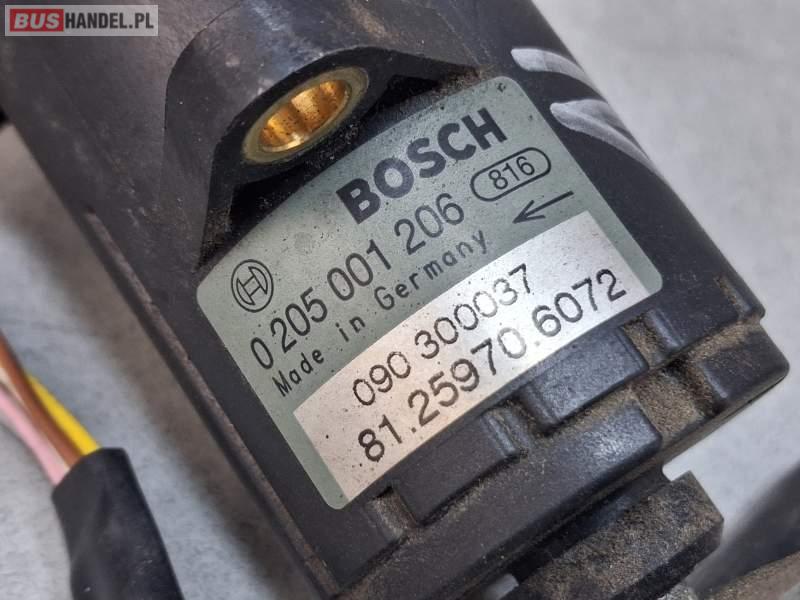 BUSHANDEL.PL
BOSCH
0 205 001 206 816
Made in Germany
090 300037
81.25970.6072